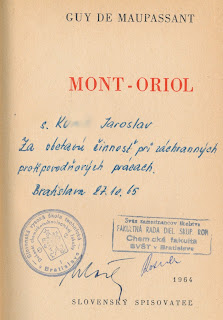 GUY DE MAUPASSANT
MONT-ORIOL
s. Jaroslav
Za obetavú činnosť pri záchranných
protipovodňových prácach.
Bratislava 27. 10. 65
FAKULTNÁ RADA DEL. SKUP. ROH
Chemická fakulta
SVŠT v Bratislave
1964
SLOVENSKÝ SPISOVATEĽ